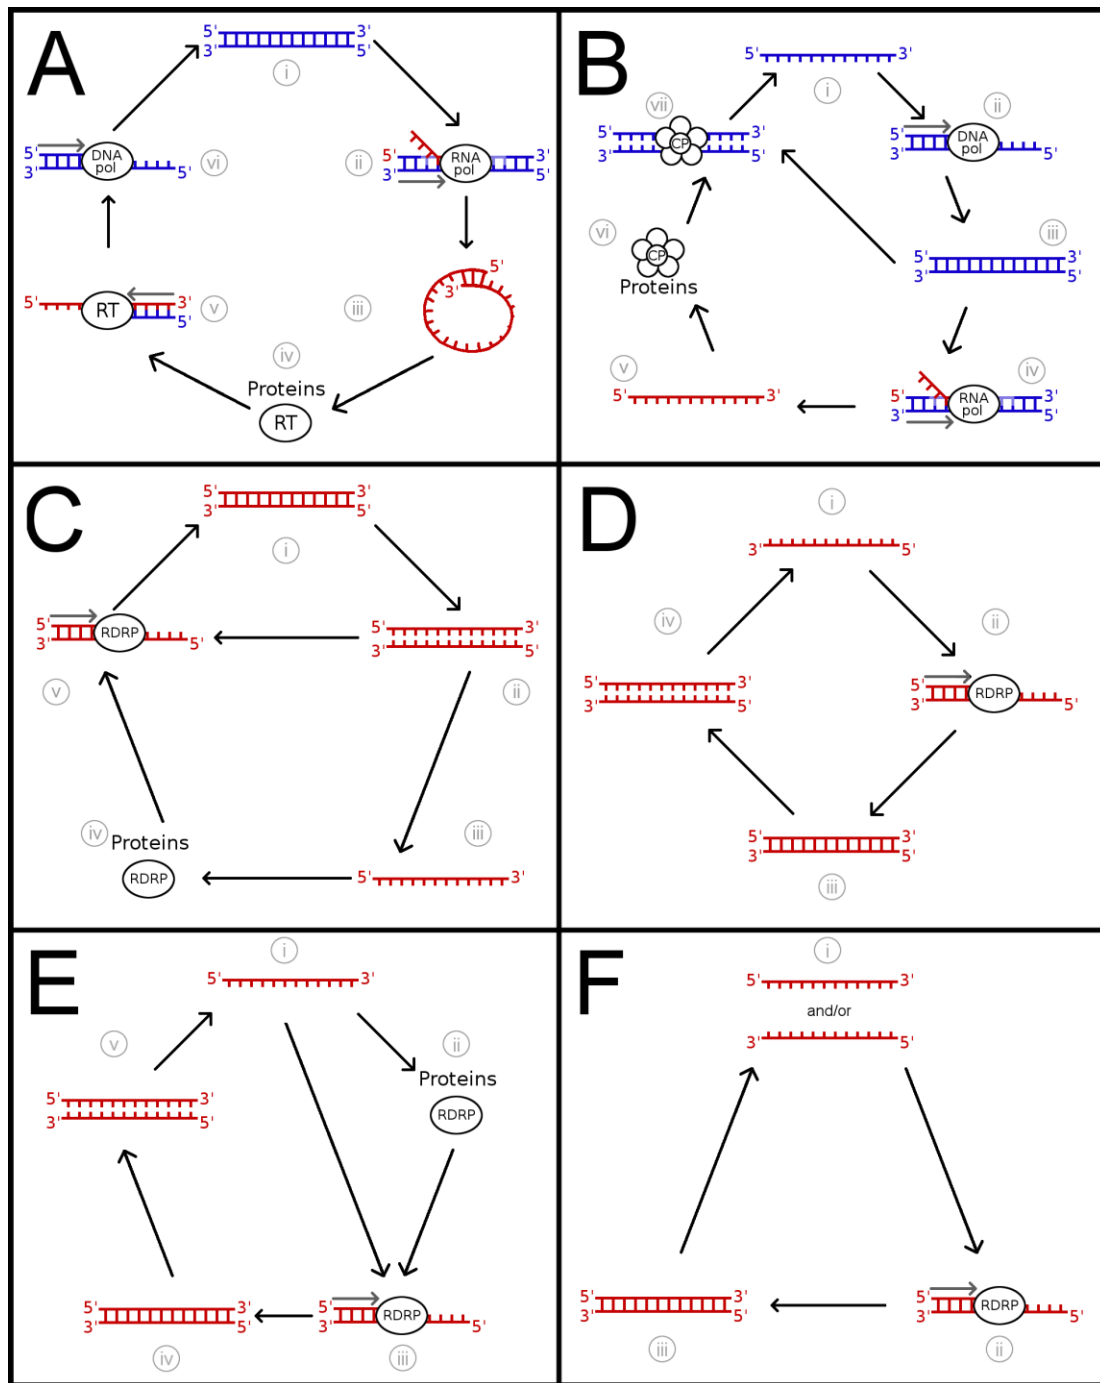 A
5' 3'
3' 5'
i
5'
3'
DNA
pol
5'
vi
ii
5'
3'
RNA
pol
3'
5'
5'
3'
iii
5'
RT
3'
5'
v
iv
Proteins
RT
B
5' 3'
i
vii
5' 3'
3' 5'
CP
ii
5'
3'
DNA
pol
5'
vi
CP
Proteins
iii
5' 3'
3' 5'
v
5' 3'
iv
5'
3'
RNA
pol
3'
5'
C
5' 3'
3' 5'
i
5'
3'
RDRP
5'
v
5' 3'
3' 5'
ii
iv
Proteins
RDRP
iii
5' 3'
D
i
3' 5'
iv
5' 3'
3' 5'
ii
5'
3'
RDRP
5'
5' 3'
3' 5'
iii
E
i
5' 3'
v
5' 3'
3' 5'
ii
Proteins
RDRP
5' 3'
3' 5'
iv
5'
3'
RDRP
5'
iii
F
i
5' 3'
and/or
3' 5'
5' 3'
3' 5'
iii
5'
3'
RDRP
5'
ii